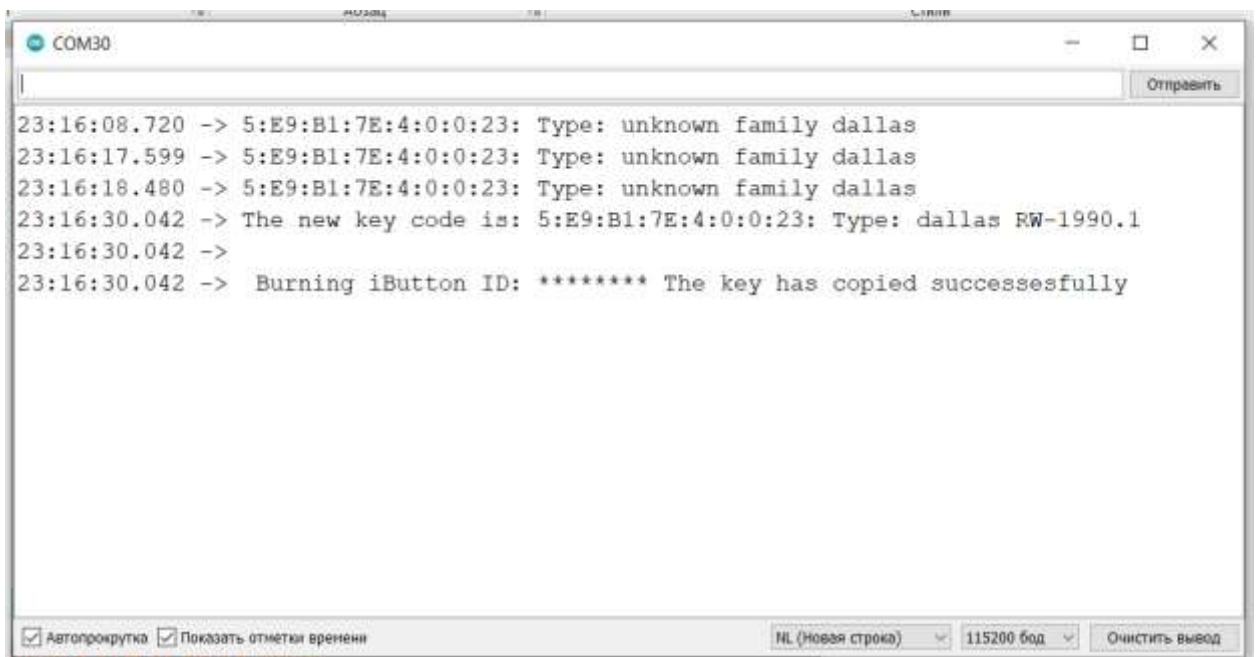 Абзац Стили
COM30
Отправить
23:16:08.720 -> 5:E9:B1:7E:4:0:0:23: Type: unknown family dallas
23:16:17.599 -> 5:E9:B1:7E:4:0:0:23: Type: unknown family dallas
23:16:18.480 -> 5:E9:B1:7E:4:0:0:23: Type: unknown family dallas
23:16:30.042 -> The new key code is: 5:E9:B1:7E:4:0:0:23: Type: dallas RW-1990.1
23:16:30.042 ->
23:16:30.042 -> Burning iButton ID: ******** The key has copied successesfully
Автопрокрутка Показать отметки времени NL (Новая строка) 115200 бод Очистить вывод